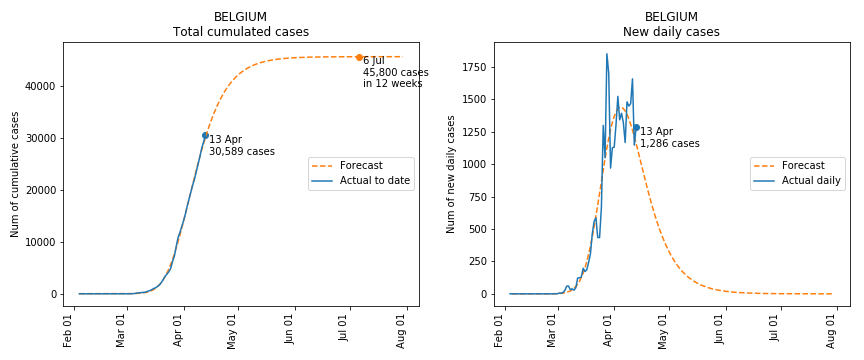 BELGIUM
Total cumulated cases
Num of cumulative cases
40000
30000
20000
10000
0
6 Jul
45,800 cases
in 12 weeks
13 Apr
30,589 cases
Forecast
Actual to date
Feb 01
Mar 01
Apr 01
May 01
Jun 01
Jul 01
Aug 01
BELGIUM
New daily cases
Num of new daily cases
1750
1500
1250
1000
750
500
250
0
13 Apr
1,286 cases
Forecast
Actual daily
Feb 01
Mar 01
Apr 01
May 01
Jun 01
Jul 01
Aug 01